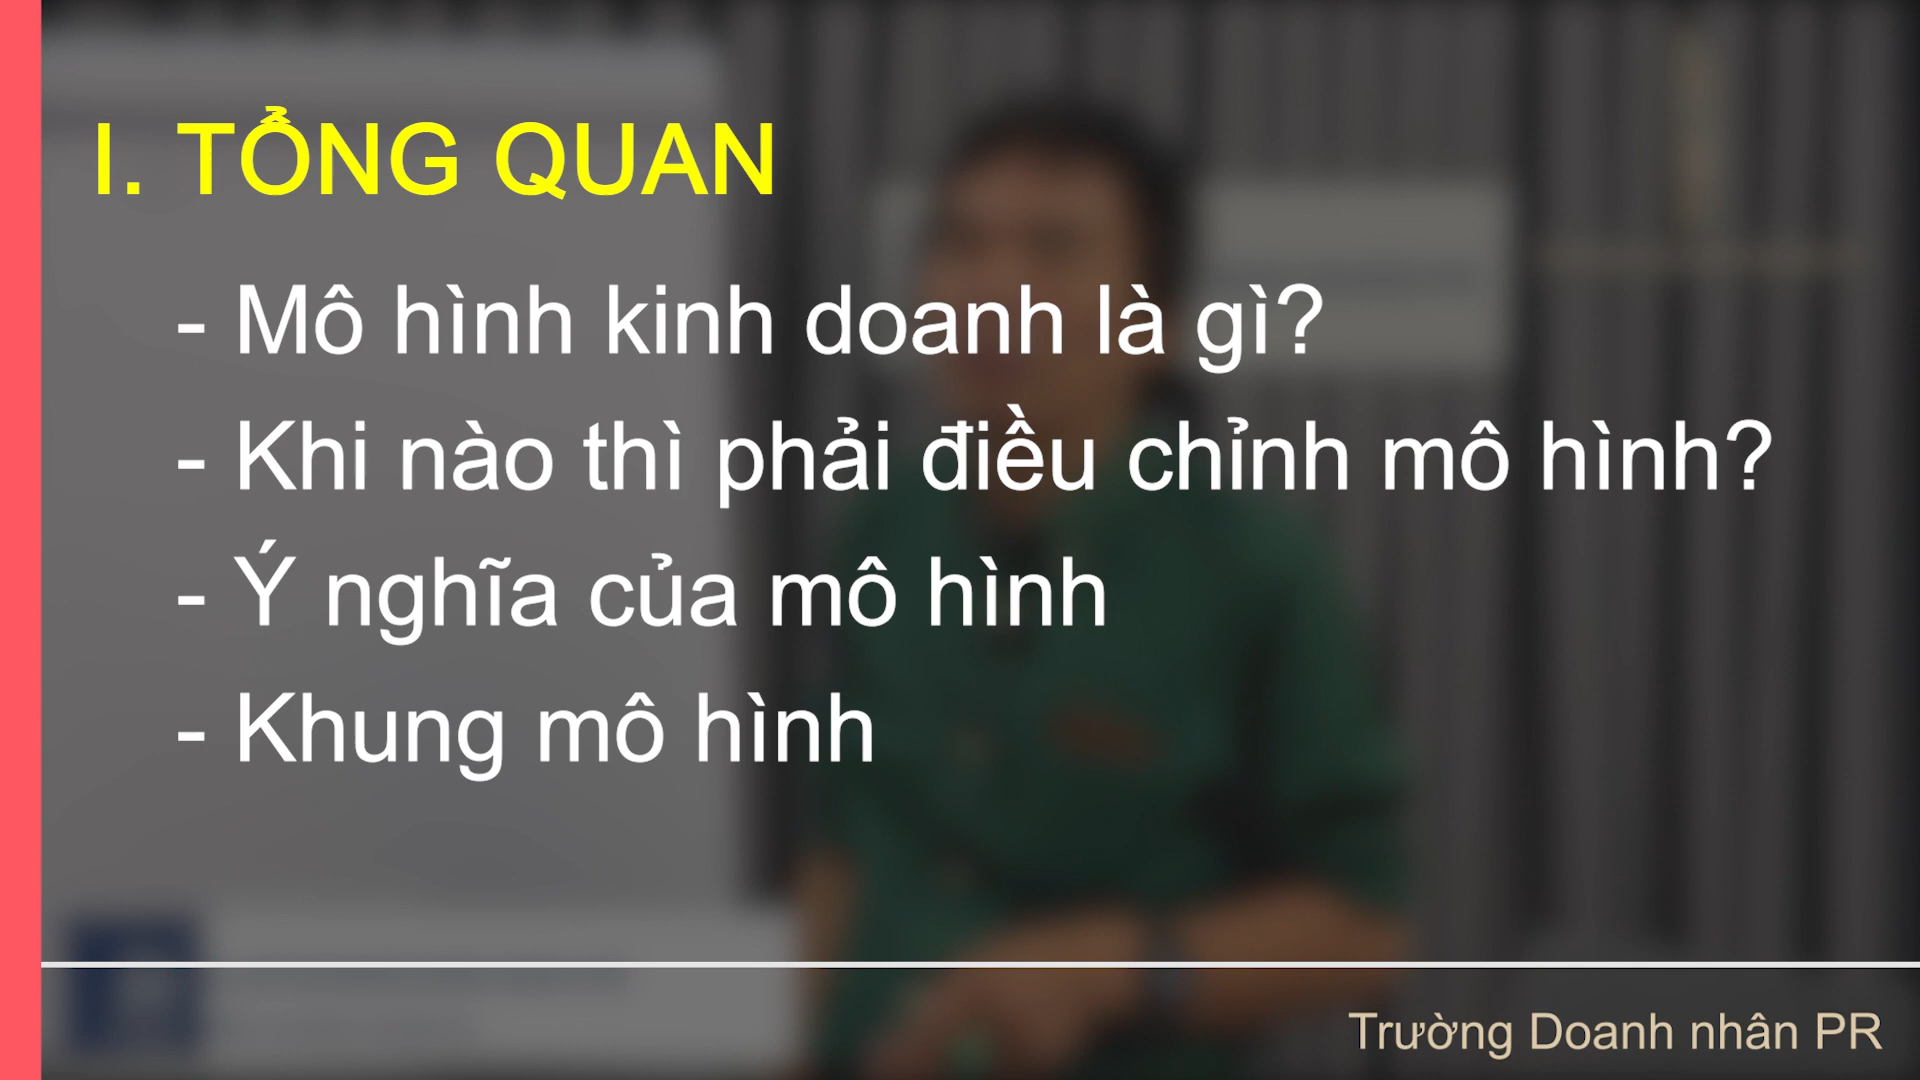 I. TỔNG QUAN
- Mô hình kinh doanh là gì?
- Khi nào thì phải điều chỉnh mô hình?
- Ý nghĩa của mô hình
- Khung mô hình
Trường Doanh nhân PR